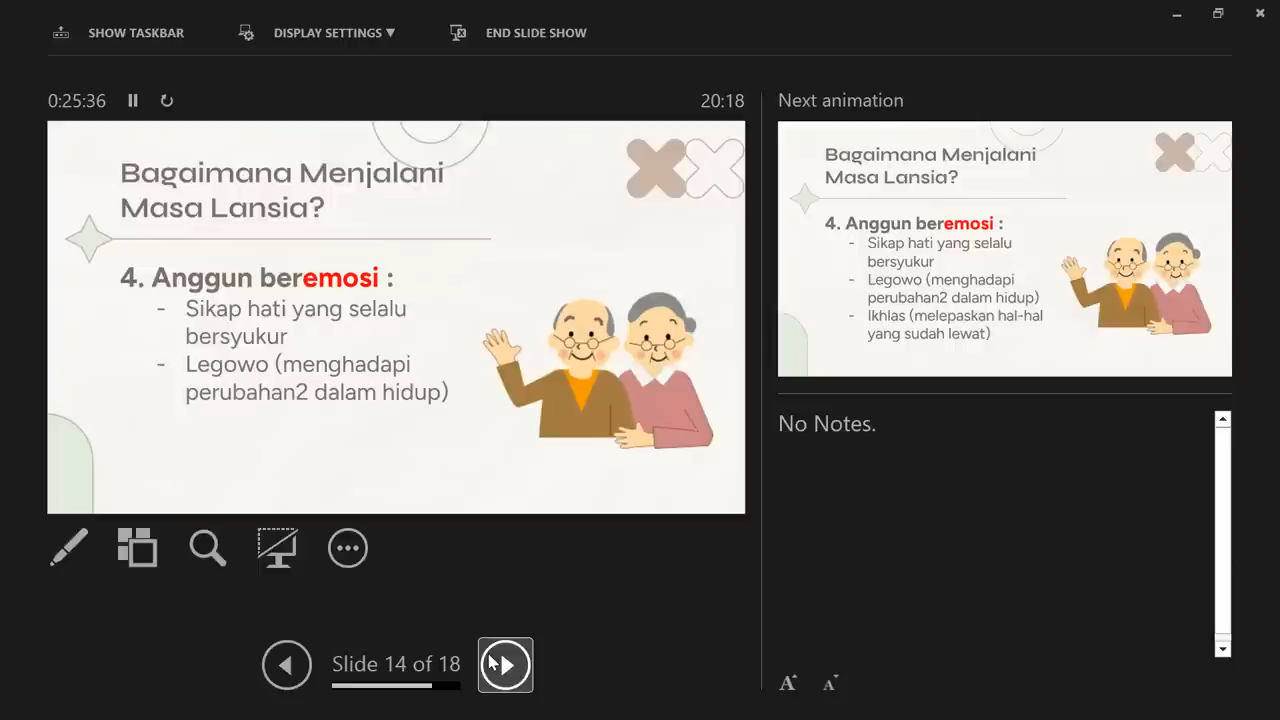 SHOW TASKBAR
DISPLAY SETTINGS ▼
END SLIDE SHOW
0:25:36
20:18
Bagaimana Menjalani
Masa Lansia?
4. Anggun beremosi :
- Sikap hati yang selalu
bersyukur
- Legowo (menghadapi
perubahan2 dalam hidup)
Slide 14 of 18
Next animation
Bagaimana Menjalani
Masa Lansia?
4. Anggun beremosi :
- Sikap hati yang selalu
bersyukur
- Legowo (menghadapi
perubahan2 dalam hidup)
- Ikhlas (melepaskan hal-hal
yang sudah lewat)
No Notes.
A A